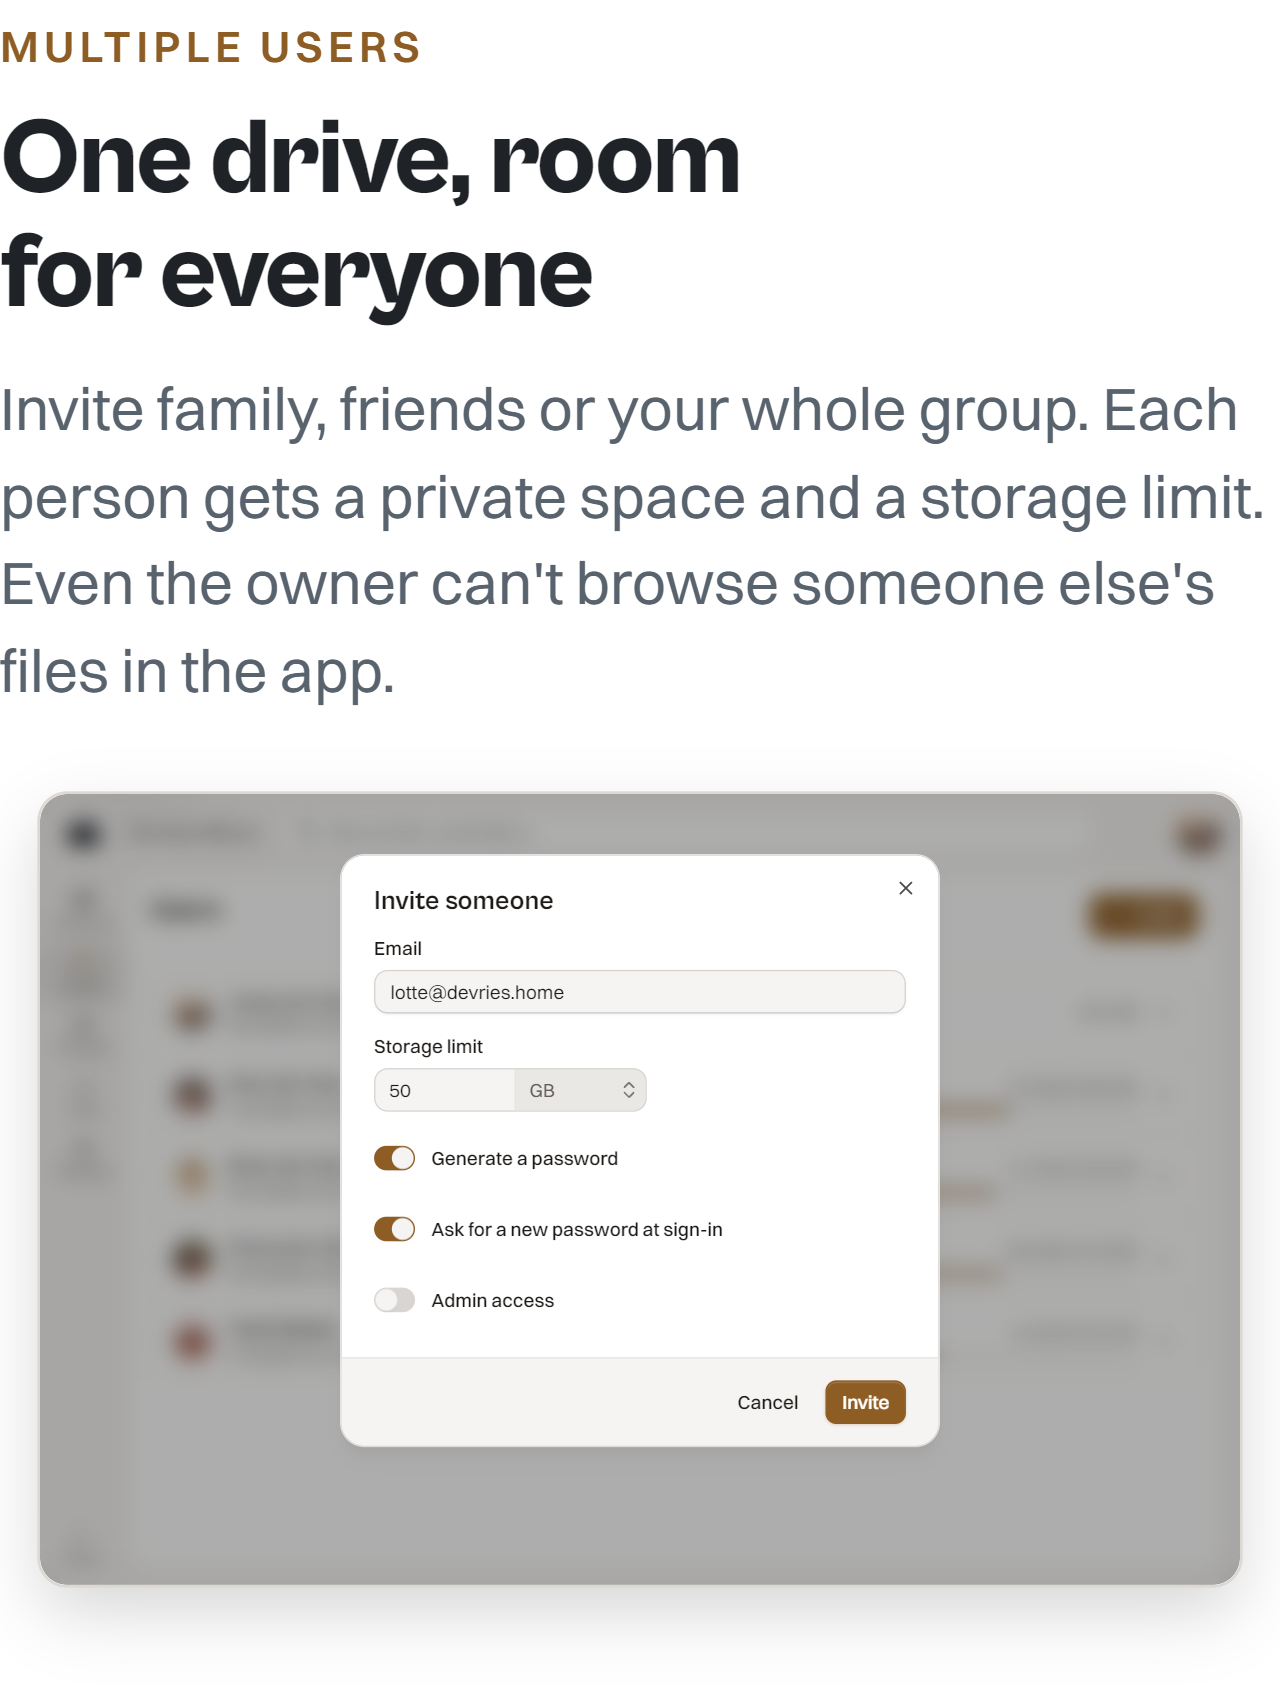 MULTIPLE USERS
One drive, room
for everyone
Invite family, friends or your whole group. Each
person gets a private space and a storage limit.
Even the owner can't browse someone else's
files in the app.
Invite someone
Email
lotte@devries.home
Storage limit
50 GB
Generate a password
Ask for a new password at sign-in
Admin access
Cancel Invite